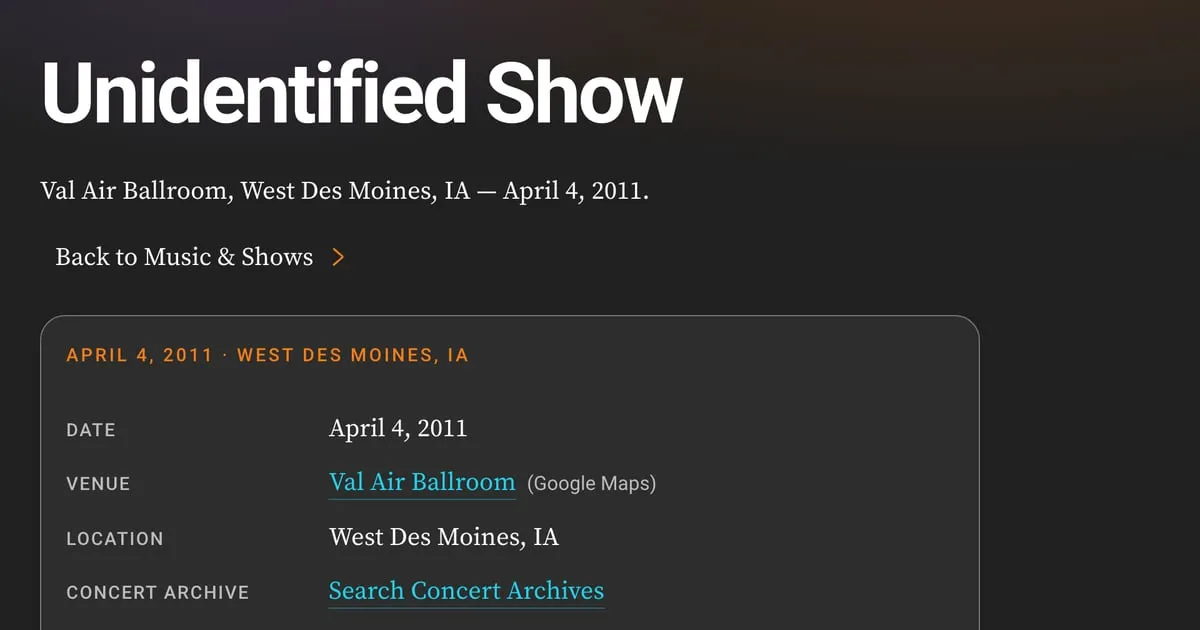 Unidentified Show
Val Air Ballroom, West Des Moines, IA — April 4, 2011.
Back to Music & Shows
APRIL 4, 2011 · WEST DES MOINES, IA
DATE April 4, 2011
VENUE Val Air Ballroom (Google Maps)
LOCATION West Des Moines, IA
CONCERT ARCHIVE Search Concert Archives